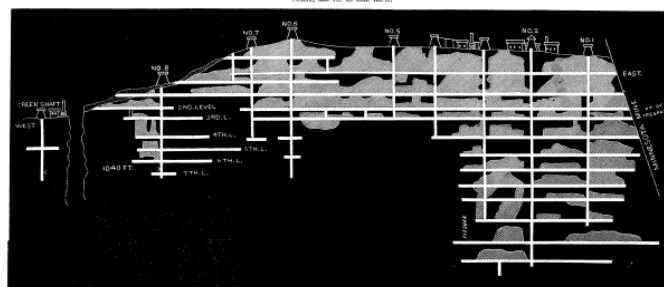 NO.7
NO.6
NO.5
NO.2
NO.1
NO.8
EAST.
CREEK SHAFT
WEST
2ND. LEVEL
3RD. L.
4TH. L.
5TH. L.
6TH. L.
7TH. L.
1040 FT.
MINNESOTA MINE
FISSURE